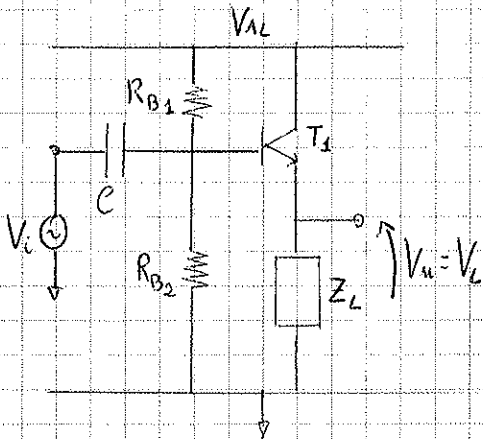 V_AL
R_B1
T_1
C
V_i
R_B2
Z_L
V_u = V_L